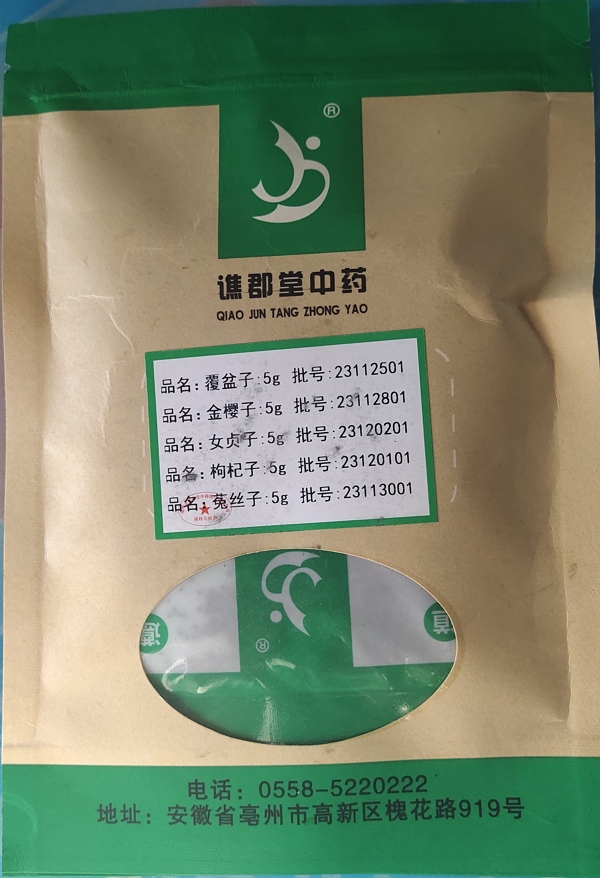 ®
谯郡堂中药
QIAO JUN TANG ZHONG YAO
品名:覆盆子:5g 批号:23112501
品名:金樱子:5g 批号:23112801
品名:女贞子:5g 批号:23120201
品名:枸杞子:5g 批号:23120101
品名:菟丝子:5g 批号:23113001
®
电话：0558-5220222
地址：安徽省亳州市高新区槐花路919号